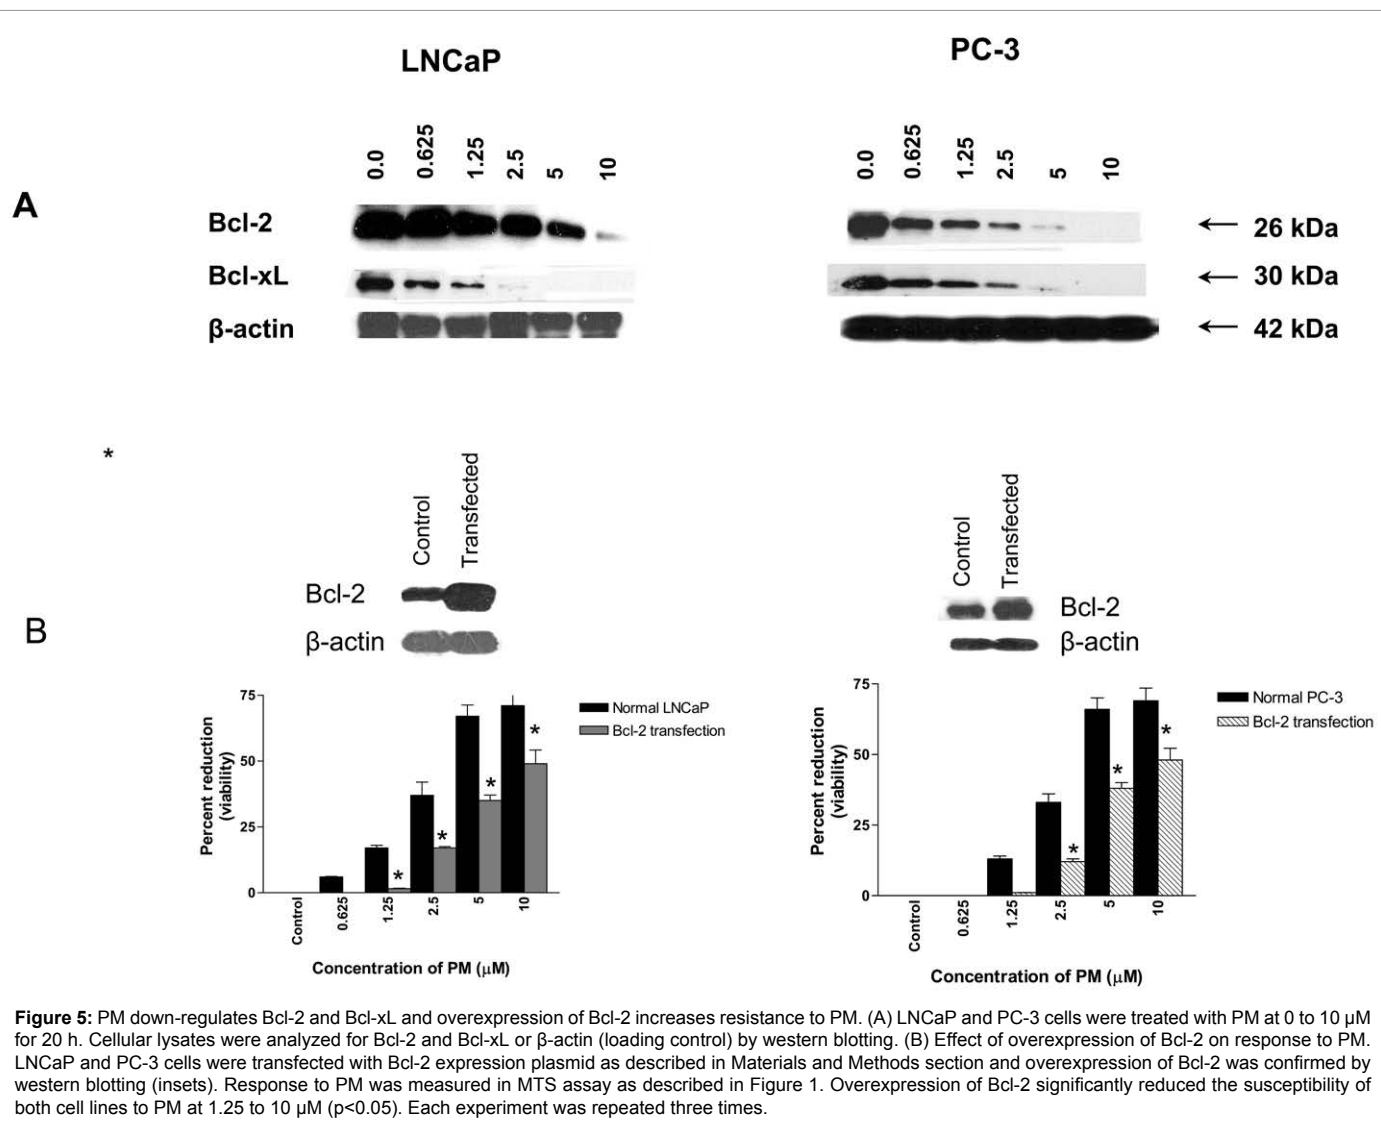 LNCaP
PC-3
0.0 0.625 1.25 2.5 5 10
0.0 0.625 1.25 2.5 5 10
A
Bcl-2
26 kDa
Bcl-xL
30 kDa
β-actin
42 kDa
*
Control Transfected
Bcl-2
β-actin
Control Transfected
Bcl-2
β-actin
B
75
50
25
0
Percent reduction
(viability)
Normal LNCaP
Bcl-2 transfection
* * * *
Control 0.625 1.25 2.5 5 10
Concentration of PM (μM)
75
50
25
0
Percent reduction
(viability)
Normal PC-3
Bcl-2 transfection
* * *
Control 0.625 1.25 2.5 5 10
Concentration of PM (μM)
Figure 5: PM down-regulates Bcl-2 and Bcl-xL and overexpression of Bcl-2 increases resistance to PM. (A) LNCaP and PC-3 cells were treated with PM at 0 to 10 μM
for 20 h. Cellular lysates were analyzed for Bcl-2 and Bcl-xL or β-actin (loading control) by western blotting. (B) Effect of overexpression of Bcl-2 on response to PM.
LNCaP and PC-3 cells were transfected with Bcl-2 expression plasmid as described in Materials and Methods section and overexpression of Bcl-2 was confirmed by
western blotting (insets). Response to PM was measured in MTS assay as described in Figure 1. Overexpression of Bcl-2 significantly reduced the susceptibility of
both cell lines to PM at 1.25 to 10 μM (p<0.05). Each experiment was repeated three times.